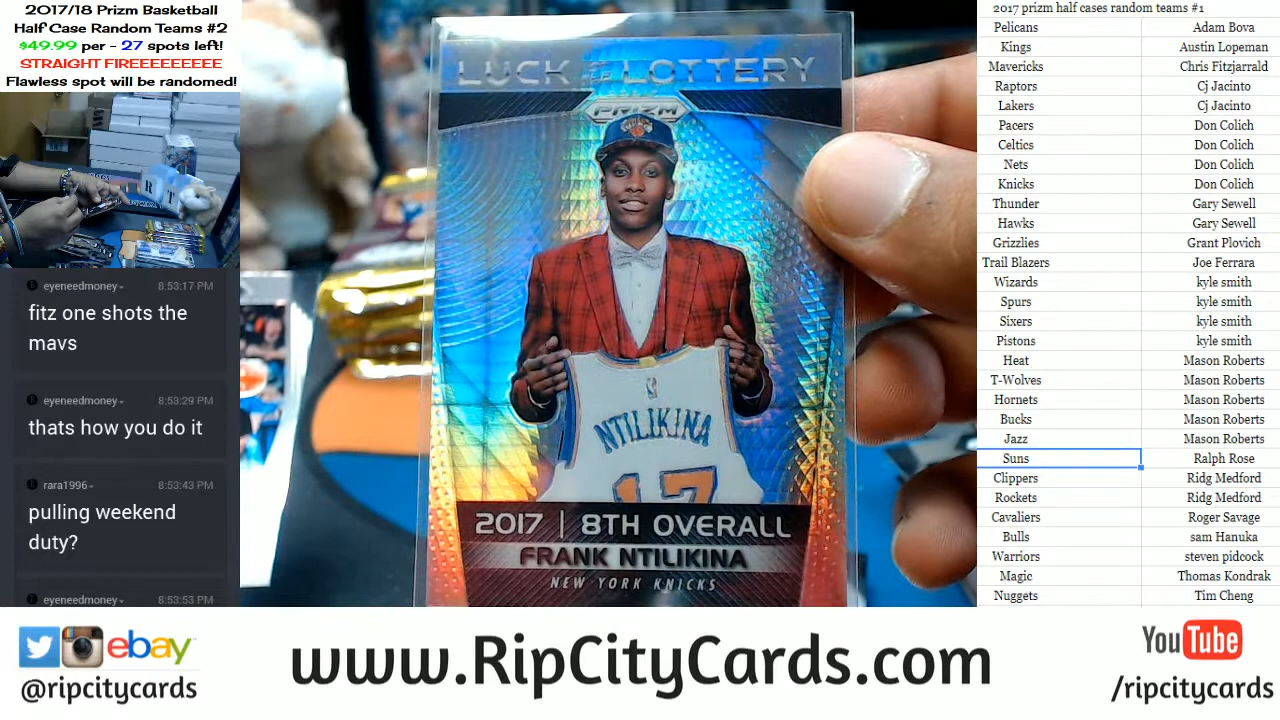 2017/18 Prizm Basketball
Half Case Random Teams #2
$49.99 per - 27 spots left!
STRAIGHT FIREEEEEEEEE
Flawless spot will be randomed!
R T
eyeneedmoney 8:53:17 PM
fitz one shots the
mavs
eyeneedmoney 8:53:29 PM
thats how you do it
rara1996 8:53:43 PM
pulling weekend
duty?
eyeneedmoney 8:53:53 PM
LUCK OF THE LOTTERY
PRIZM
NTILIKINA
17
2017 | 8TH OVERALL
FRANK NTILIKINA
NEW YORK KNICKS
2017 prizm half cases random teams #1
Pelicans Adam Bova
Kings Austin Lopeman
Mavericks Chris Fitzjarrald
Raptors Cj Jacinto
Lakers Cj Jacinto
Pacers Don Colich
Celtics Don Colich
Nets Don Colich
Knicks Don Colich
Thunder Gary Sewell
Hawks Gary Sewell
Grizzlies Grant Plovich
Trail Blazers Joe Ferrara
Wizards kyle smith
Spurs kyle smith
Sixers kyle smith
Pistons kyle smith
Heat Mason Roberts
T-Wolves Mason Roberts
Hornets Mason Roberts
Bucks Mason Roberts
Jazz Mason Roberts
Suns Ralph Rose
Clippers Ridg Medford
Rockets Ridg Medford
Cavaliers Roger Savage
Bulls sam Hanuka
Warriors steven pidcock
Magic Thomas Kondrak
Nuggets Tim Cheng
ebay
@ripcitycards
www.RipCityCards.com
YouTube
/ripcitycards